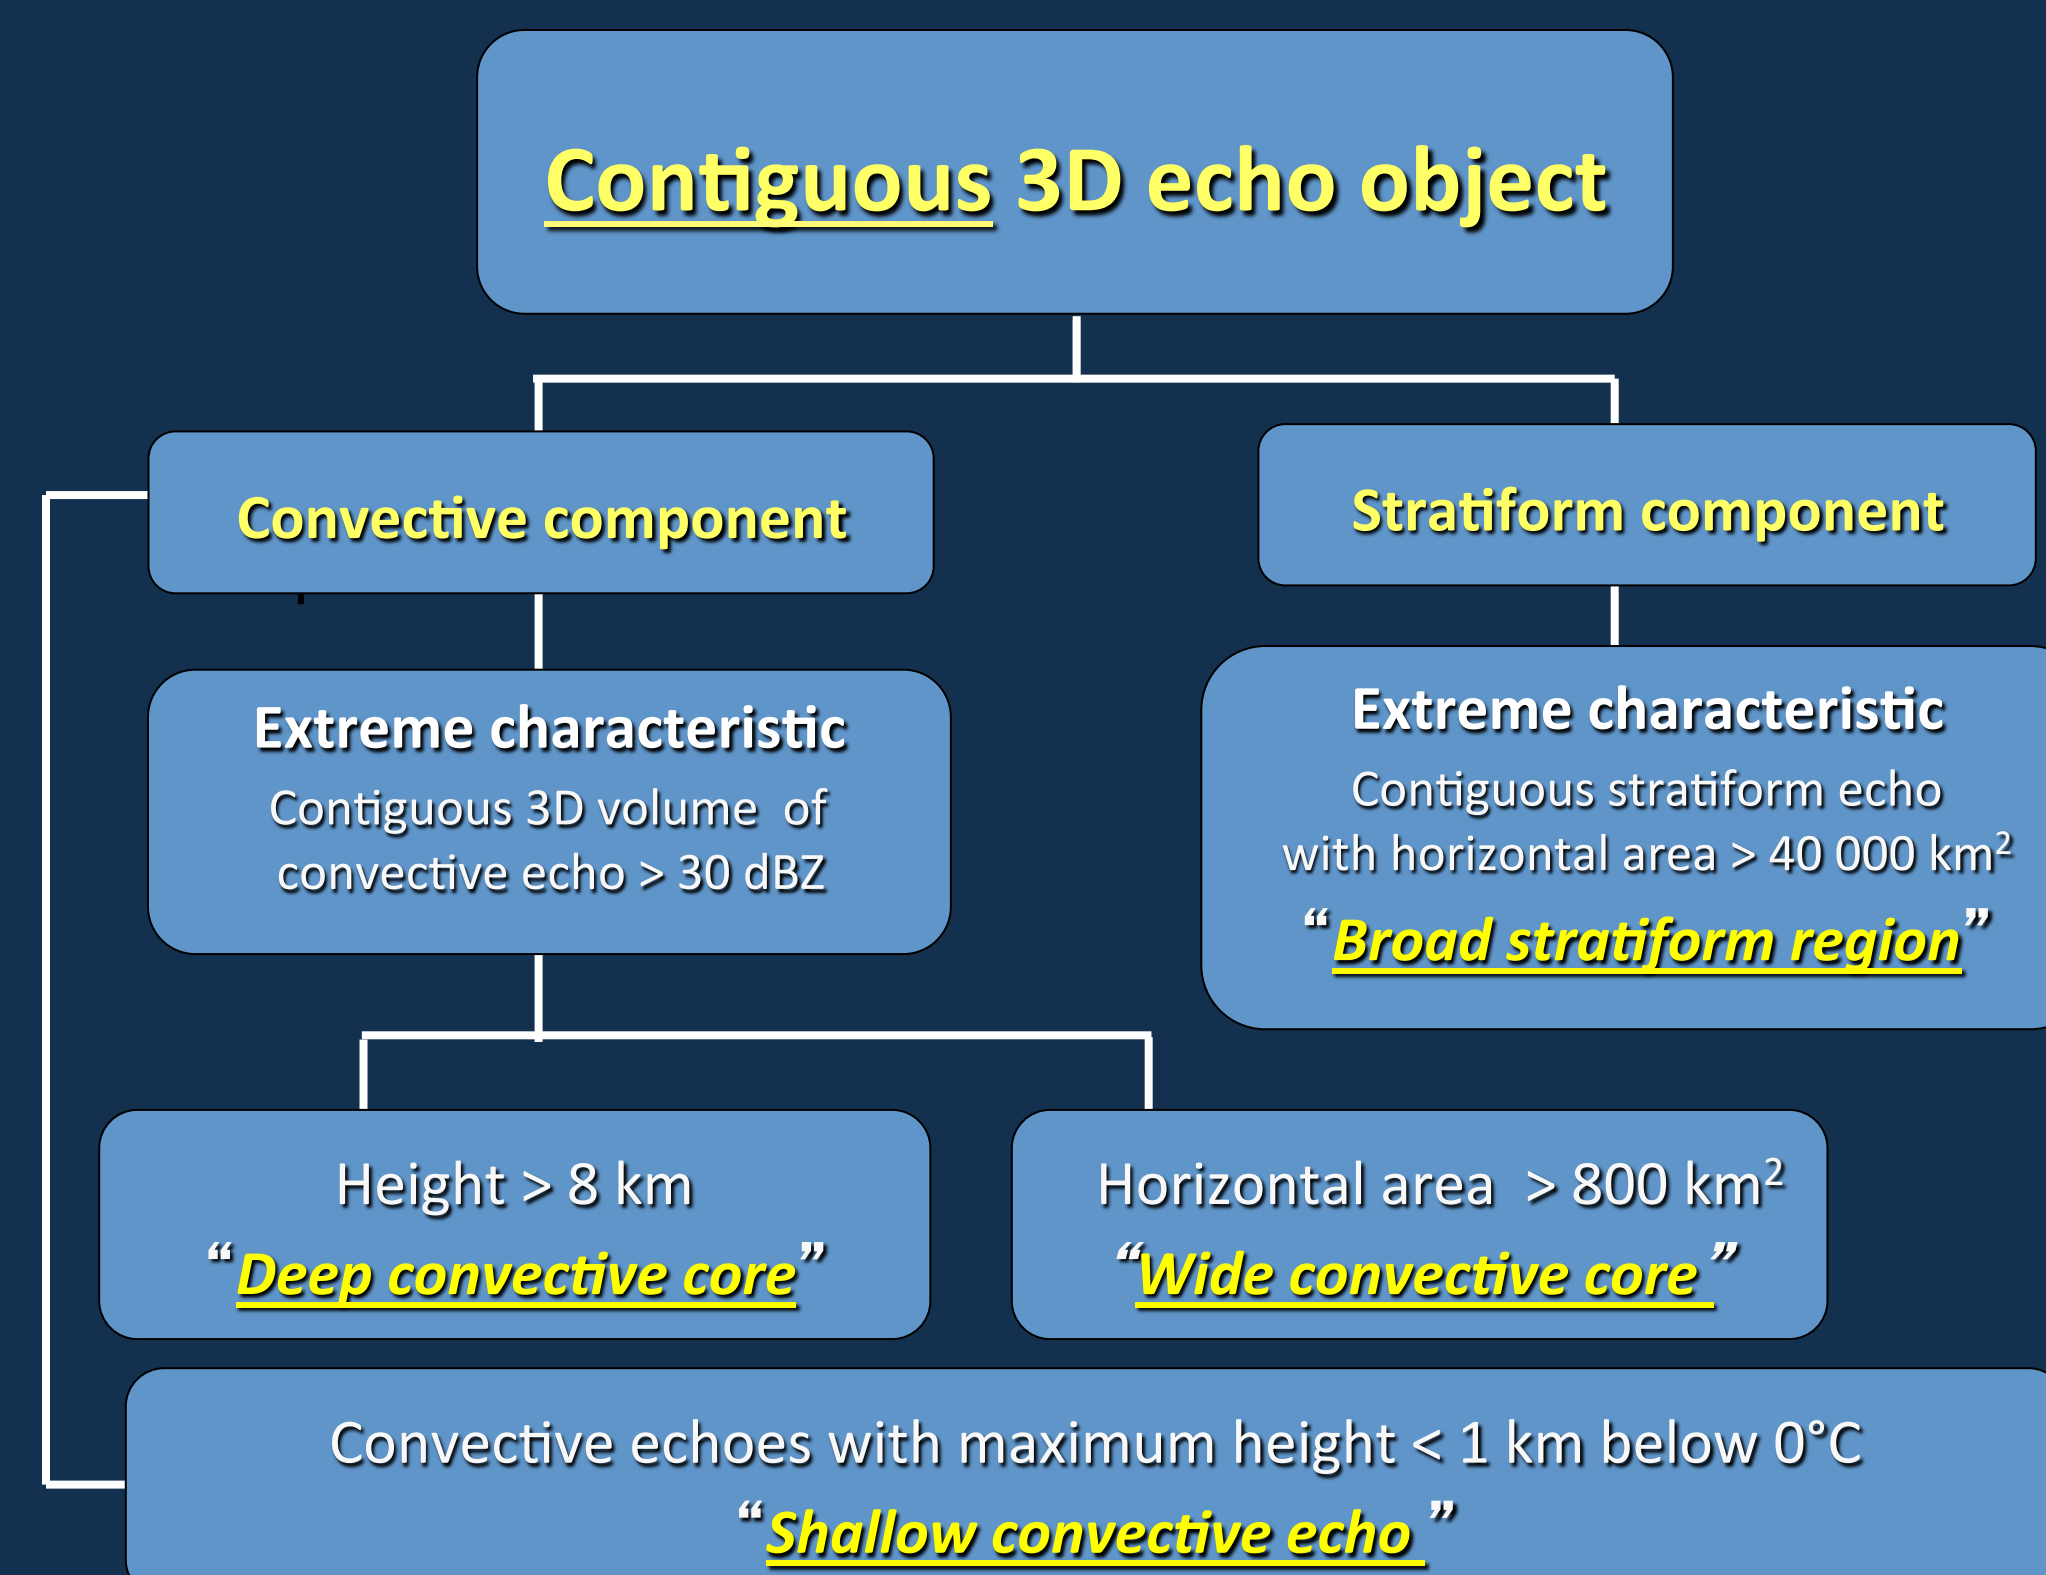 Contiguous 3D echo object
Convective component
Stratiform component
Extreme characteristic
Contiguous 3D volume  of
convective echo > 30 dBZ
Extreme characteristic
Contiguous stratiform echo
with horizontal area > 40 000 km²
“Broad stratiform region”
Height > 8 km
“Deep convective core”
Horizontal area  > 800 km²
“Wide convective core ”
Convective echoes with maximum height < 1 km below 0°C
“Shallow convective echo ”